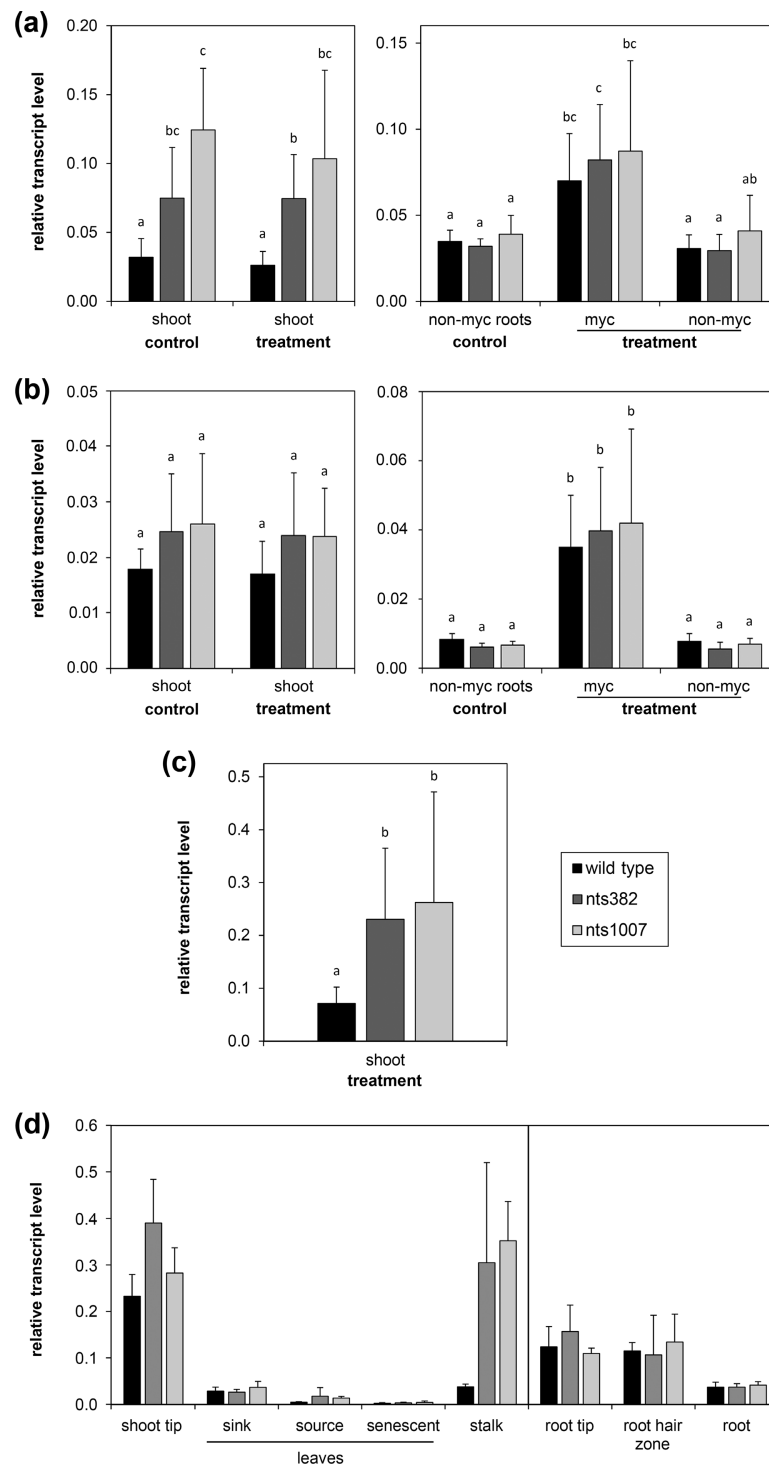 (a)
relative transcript level
0.20
0.15
0.10
0.05
0.00
a
bc
c
a
b
bc
shoot
shoot
control
treatment
0.15
0.10
0.05
0.00
a
a
a
bc
c
bc
a
a
ab
non-myc roots
myc
non-myc
control
treatment
(b)
relative transcript level
0.05
0.04
0.03
0.02
0.01
0.00
a
a
a
a
a
a
shoot
shoot
control
treatment
0.08
0.06
0.04
0.02
0.00
a
a
a
b
b
b
a
a
a
non-myc roots
myc
non-myc
control
treatment
(c)
relative transcript level
0.5
0.4
0.3
0.2
0.1
0.0
a
b
b
shoot
treatment
wild type
nts382
nts1007
(d)
relative transcript level
0.6
0.5
0.4
0.3
0.2
0.1
0.0
shoot tip
sink
source
senescent
stalk
root tip
root hair
zone
root
leaves